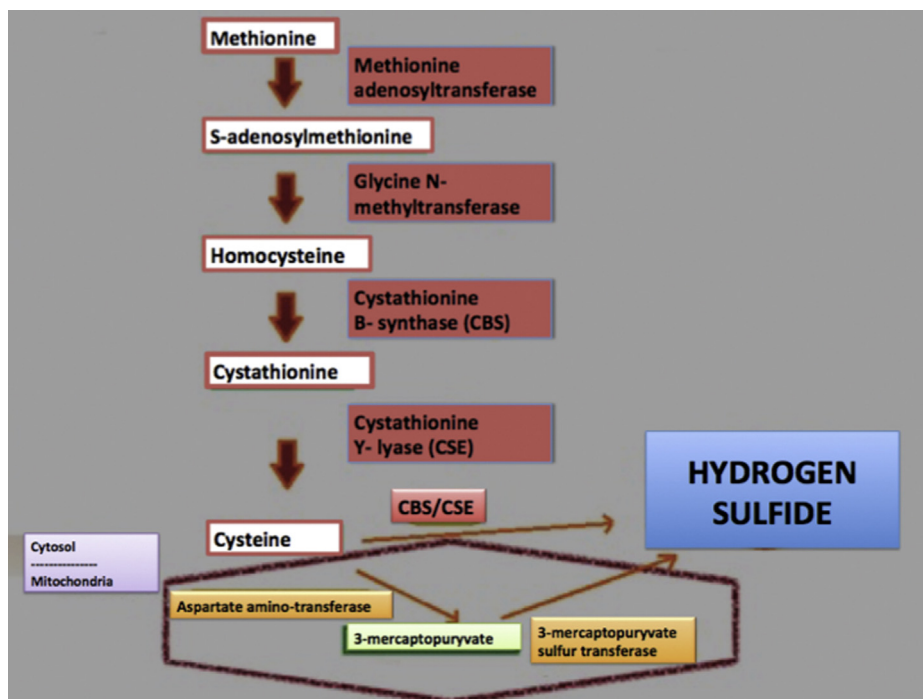 Methionine
Methionine
adenosyltransferase
S-adenosylmethionine
Glycine N-
methyltransferase
Homocysteine
Cystathionine
B- synthase (CBS)
Cystathionine
Cystathionine
Y- lyase (CSE)
HYDROGEN
SULFIDE
CBS/CSE
Cysteine
Cytosol
---------------
Mitochondria
Aspartate amino-transferase
3-mercaptopuryvate
3-mercaptopuryvate
sulfur transferase